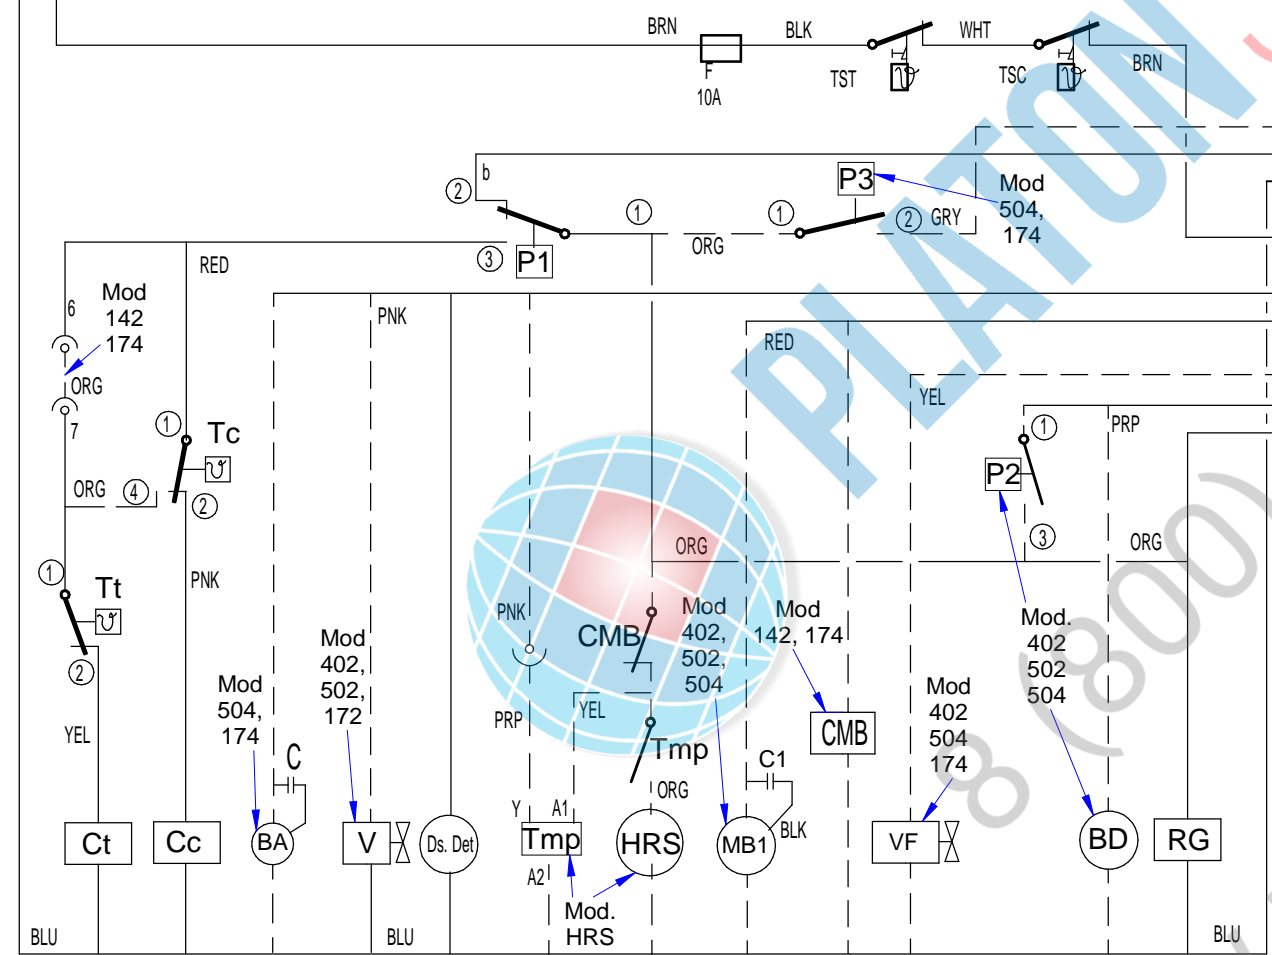 BRN
BLK
WHT
BRN
F
10A
TST
TSC
PLATON
b
2
1
P3
1
2
GRY
Mod
504,
174
ORG
3
P1
RED
6
Mod
142
174
PNK
RED
ORG
7
YEL
1
PRP
1
Tc
P2
ORG
4
2
3
ORG
ORG
1
Tt
PNK
2
PNK
CMB
Mod
402,
502,
504
Mod
142, 174
Mod.
402
502
504
8 (800)
Mod
402,
502,
172
Mod
504,
174
Mod
402
504
174
YEL
PRP
YEL
CMB
Tmp
C
C1
ORG
Y
A1
BLK
Ct
Cc
BA
V
Ds. Det
Tmp
HRS
MB1
VF
BD
RG
A2
Mod.
HRS
BLU
BLU
BLU